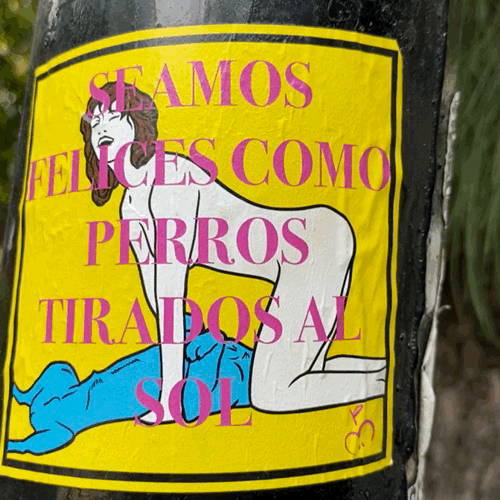 SEAMOS
FELICES COMO
PERROS
TIRADOS AL
SOL